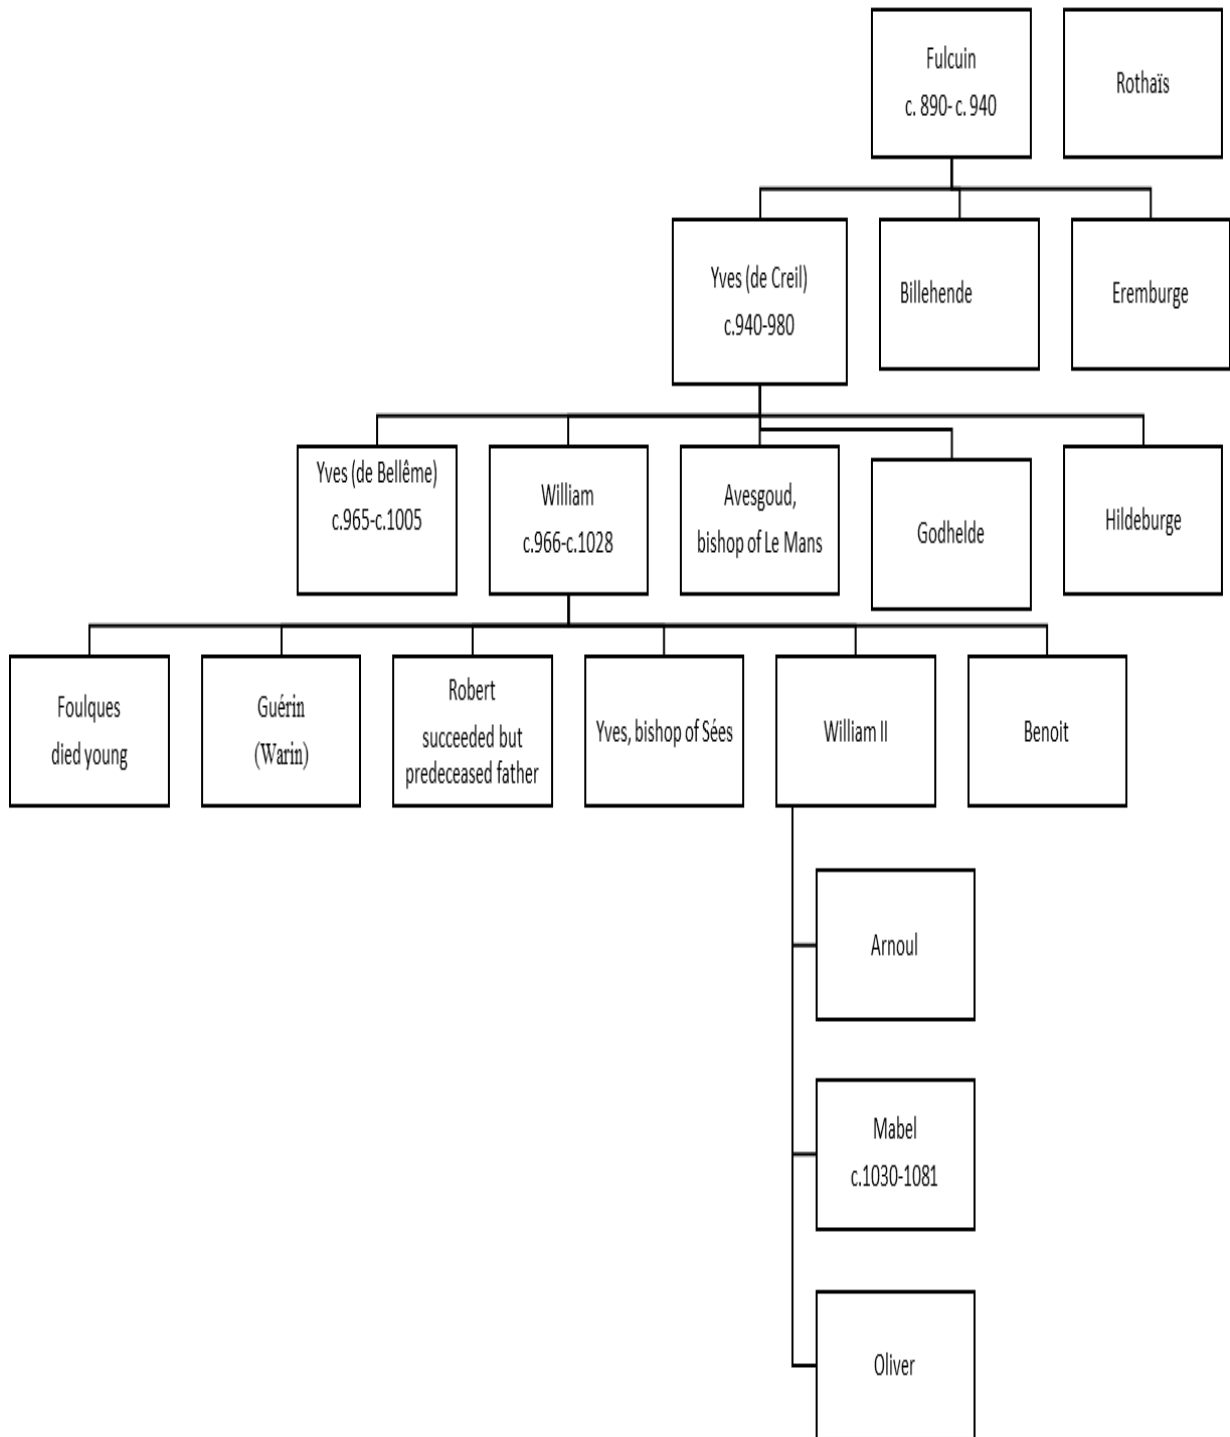 Fulcuin
c. 890- c. 940
Rothaïs
Yves (de Creil)
c.940-980
Billehende
Eremburge
Yves (de Bellême)
c.965-c.1005
William
c.966-c.1028
Avesgoud,
bishop of Le Mans
Godhelde
Hildeburge
Foulques
died young
Guérin
(Warin)
Robert
succeeded but
predeceased father
Yves, bishop of Sées
William II
Benoit
Arnoul
Mabel
c.1030-1081
Oliver